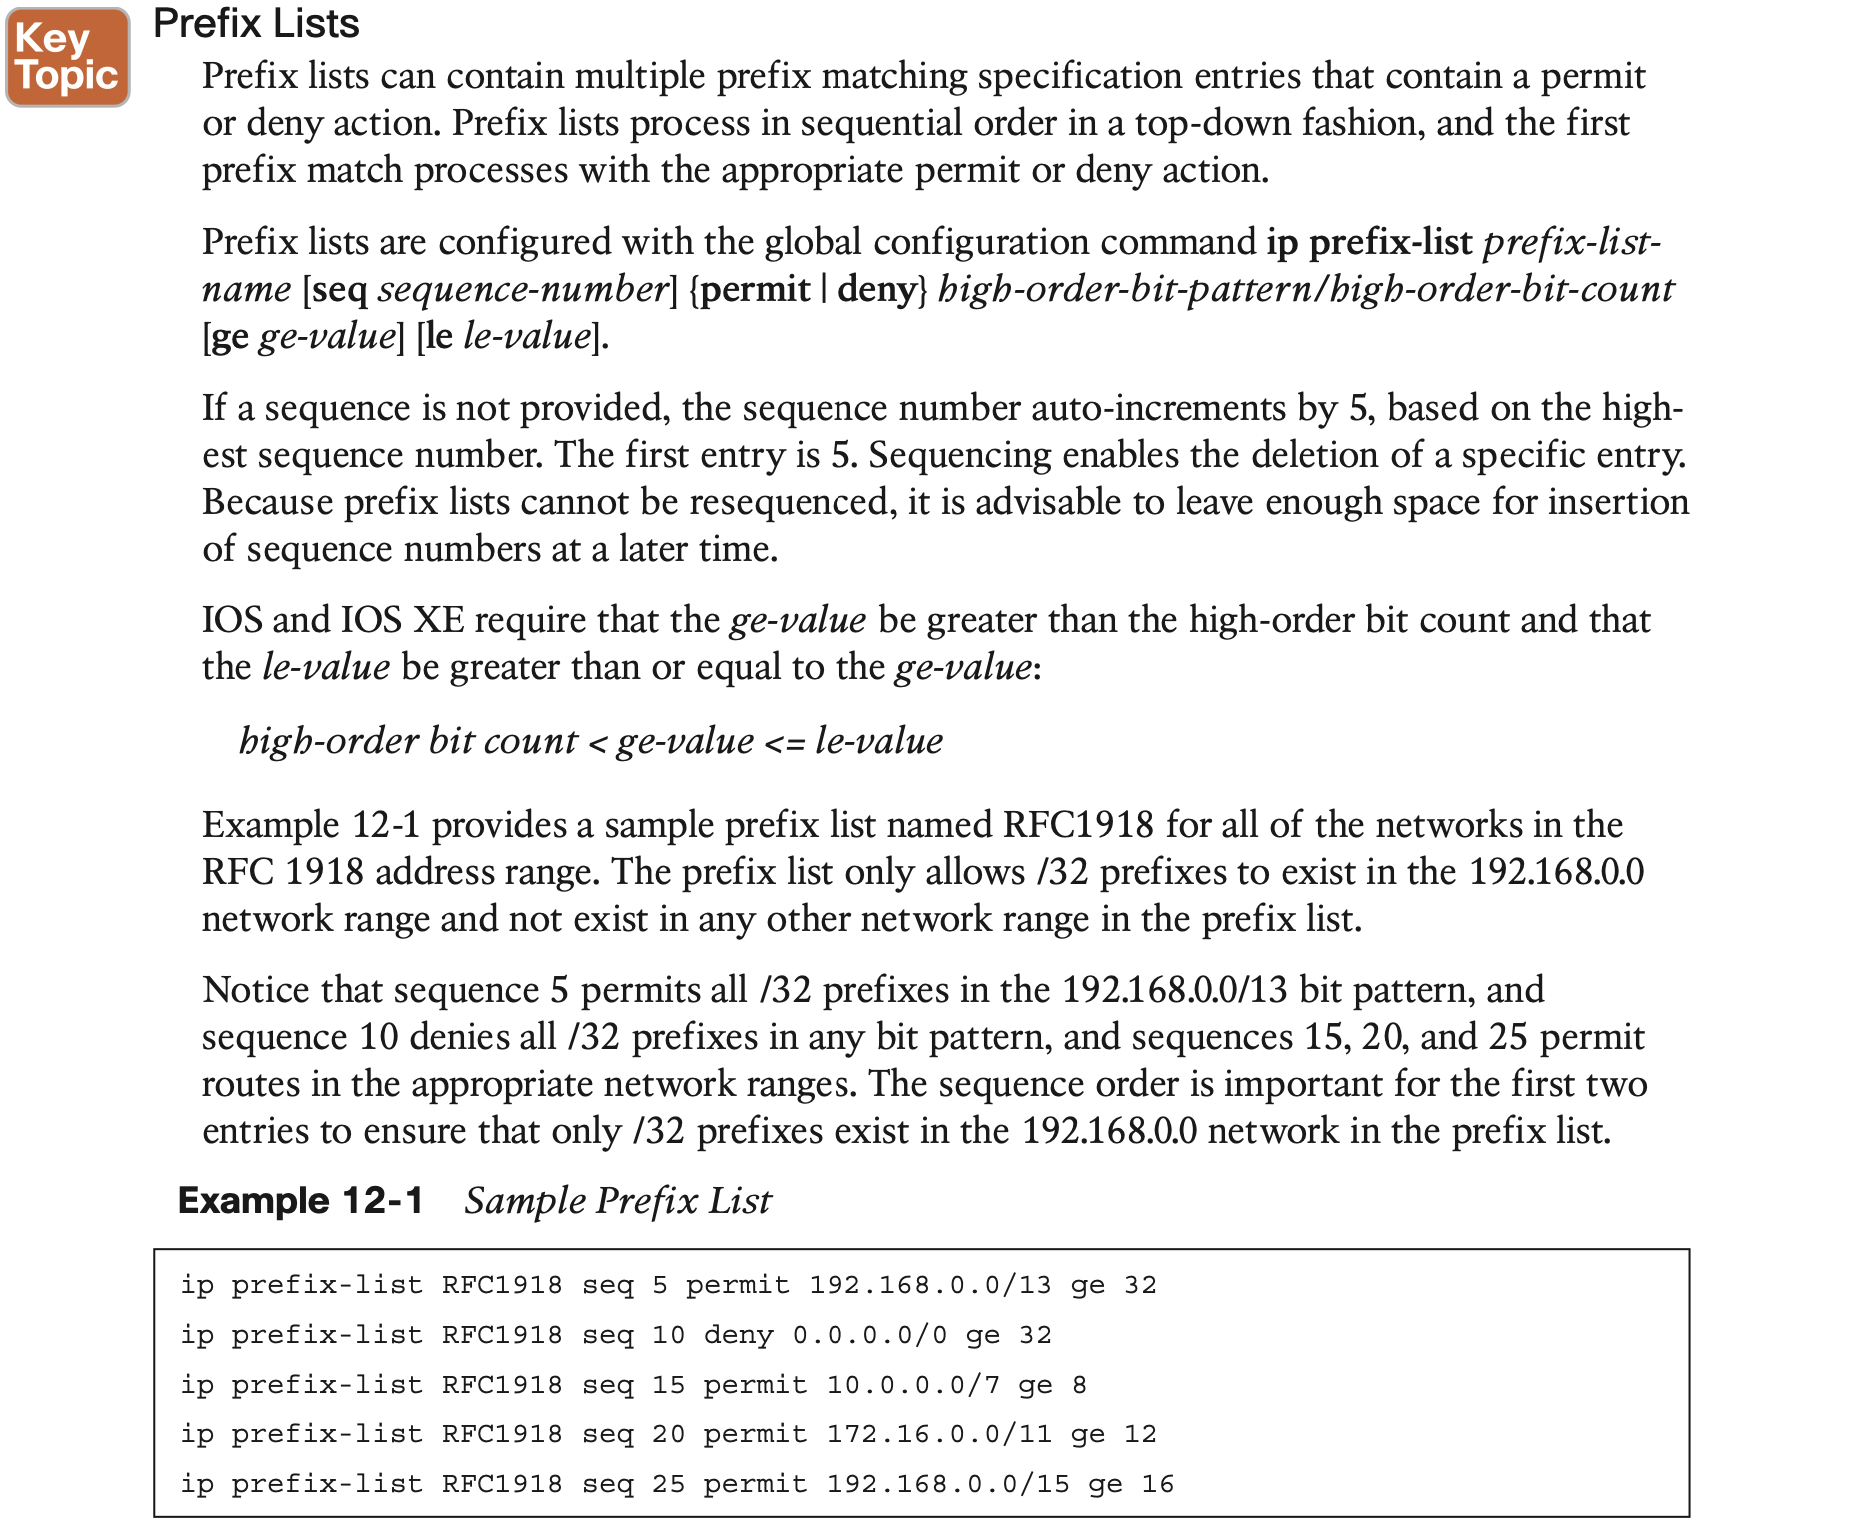 Key
Topic
Prefix Lists
Prefix lists can contain multiple prefix matching specification entries that contain a permit
or deny action. Prefix lists process in sequential order in a top-down fashion, and the first
prefix match processes with the appropriate permit or deny action.
Prefix lists are configured with the global configuration command ip prefix-list prefix-list-
name [seq sequence-number] {permit | deny} high-order-bit-pattern/high-order-bit-count
[ge ge-value] [le le-value].
If a sequence is not provided, the sequence number auto-increments by 5, based on the high-
est sequence number. The first entry is 5. Sequencing enables the deletion of a specific entry.
Because prefix lists cannot be resequenced, it is advisable to leave enough space for insertion
of sequence numbers at a later time.
IOS and IOS XE require that the ge-value be greater than the high-order bit count and that
the le-value be greater than or equal to the ge-value:
high-order bit count < ge-value <= le-value
Example 12-1 provides a sample prefix list named RFC1918 for all of the networks in the
RFC 1918 address range. The prefix list only allows /32 prefixes to exist in the 192.168.0.0
network range and not exist in any other network range in the prefix list.
Notice that sequence 5 permits all /32 prefixes in the 192.168.0.0/13 bit pattern, and
sequence 10 denies all /32 prefixes in any bit pattern, and sequences 15, 20, and 25 permit
routes in the appropriate network ranges. The sequence order is important for the first two
entries to ensure that only /32 prefixes exist in the 192.168.0.0 network in the prefix list.
Example 12-1 Sample Prefix List
ip prefix-list RFC1918 seq 5 permit 192.168.0.0/13 ge 32
ip prefix-list RFC1918 seq 10 deny 0.0.0.0/0 ge 32
ip prefix-list RFC1918 seq 15 permit 10.0.0.0/7 ge 8
ip prefix-list RFC1918 seq 20 permit 172.16.0.0/11 ge 12
ip prefix-list RFC1918 seq 25 permit 192.168.0.0/15 ge 16